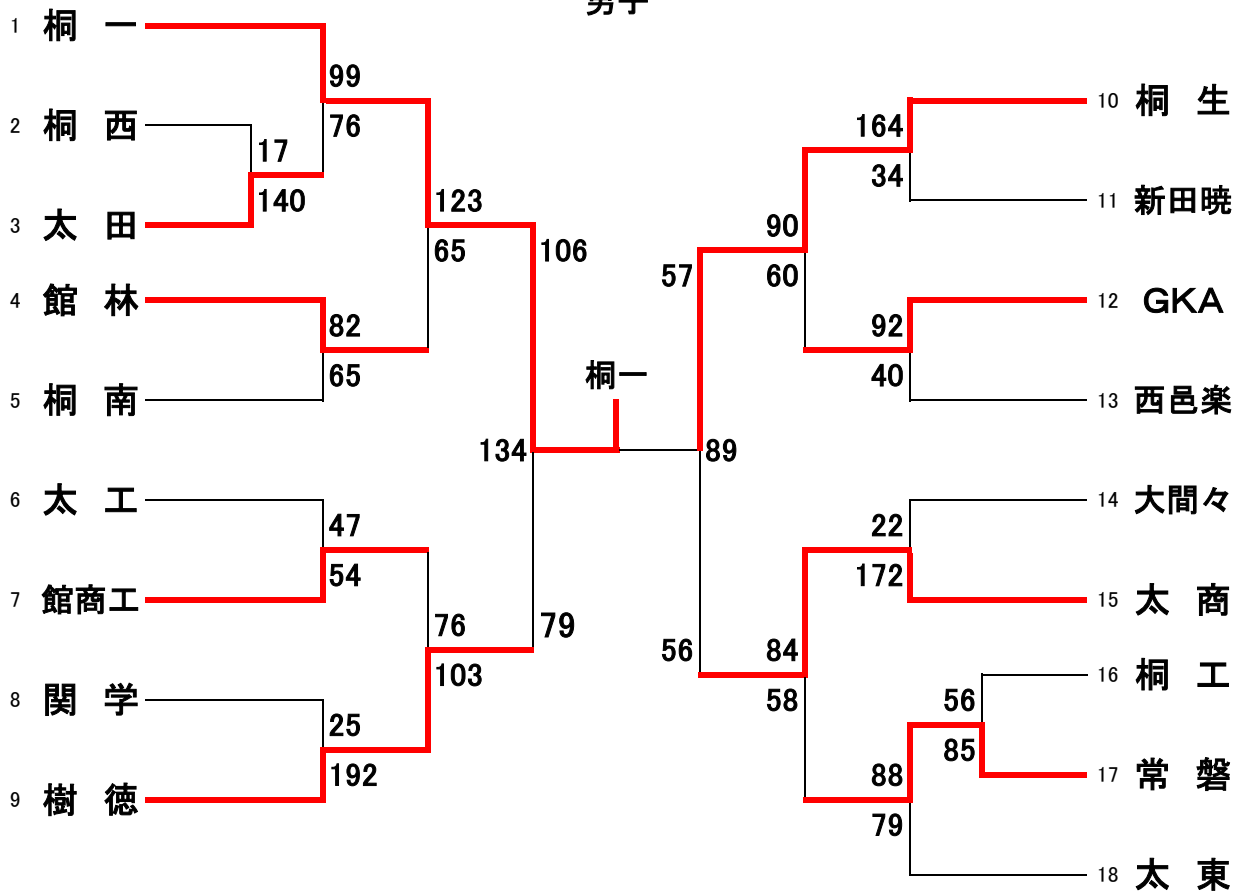 男子
1 桐 一
99
76
2 桐 西
17
140
3 太 田
123
65
4 館 林
82
65
5 桐 南
106
134
6 太 工
47
54
7 館商工
76
103
79
8 関 学
25
192
9 樹 徳
桐一
10 桐 生
164
34
11 新田暁
90
60
57
12 GKA
92
40
13 西邑楽
89
14 大間々
22
172
15 太 商
56
84
58
16 桐 工
56
85
17 常 磐
88
79
18 太 東